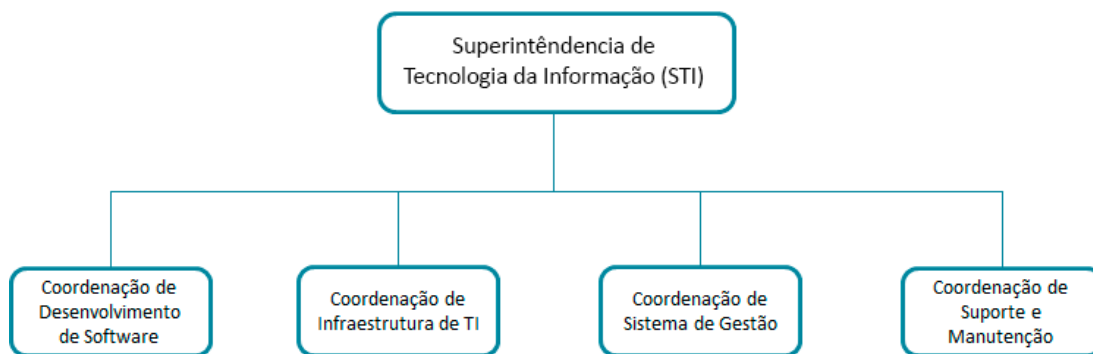 Superintêndencia de
Tecnologia da Informação (STI)
Coordenação de
Desenvolvimento
de Software
Coordenação de
Infraestrutura de TI
Coordenação de
Sistema de Gestão
Coordenação de
Suporte e
Manutenção